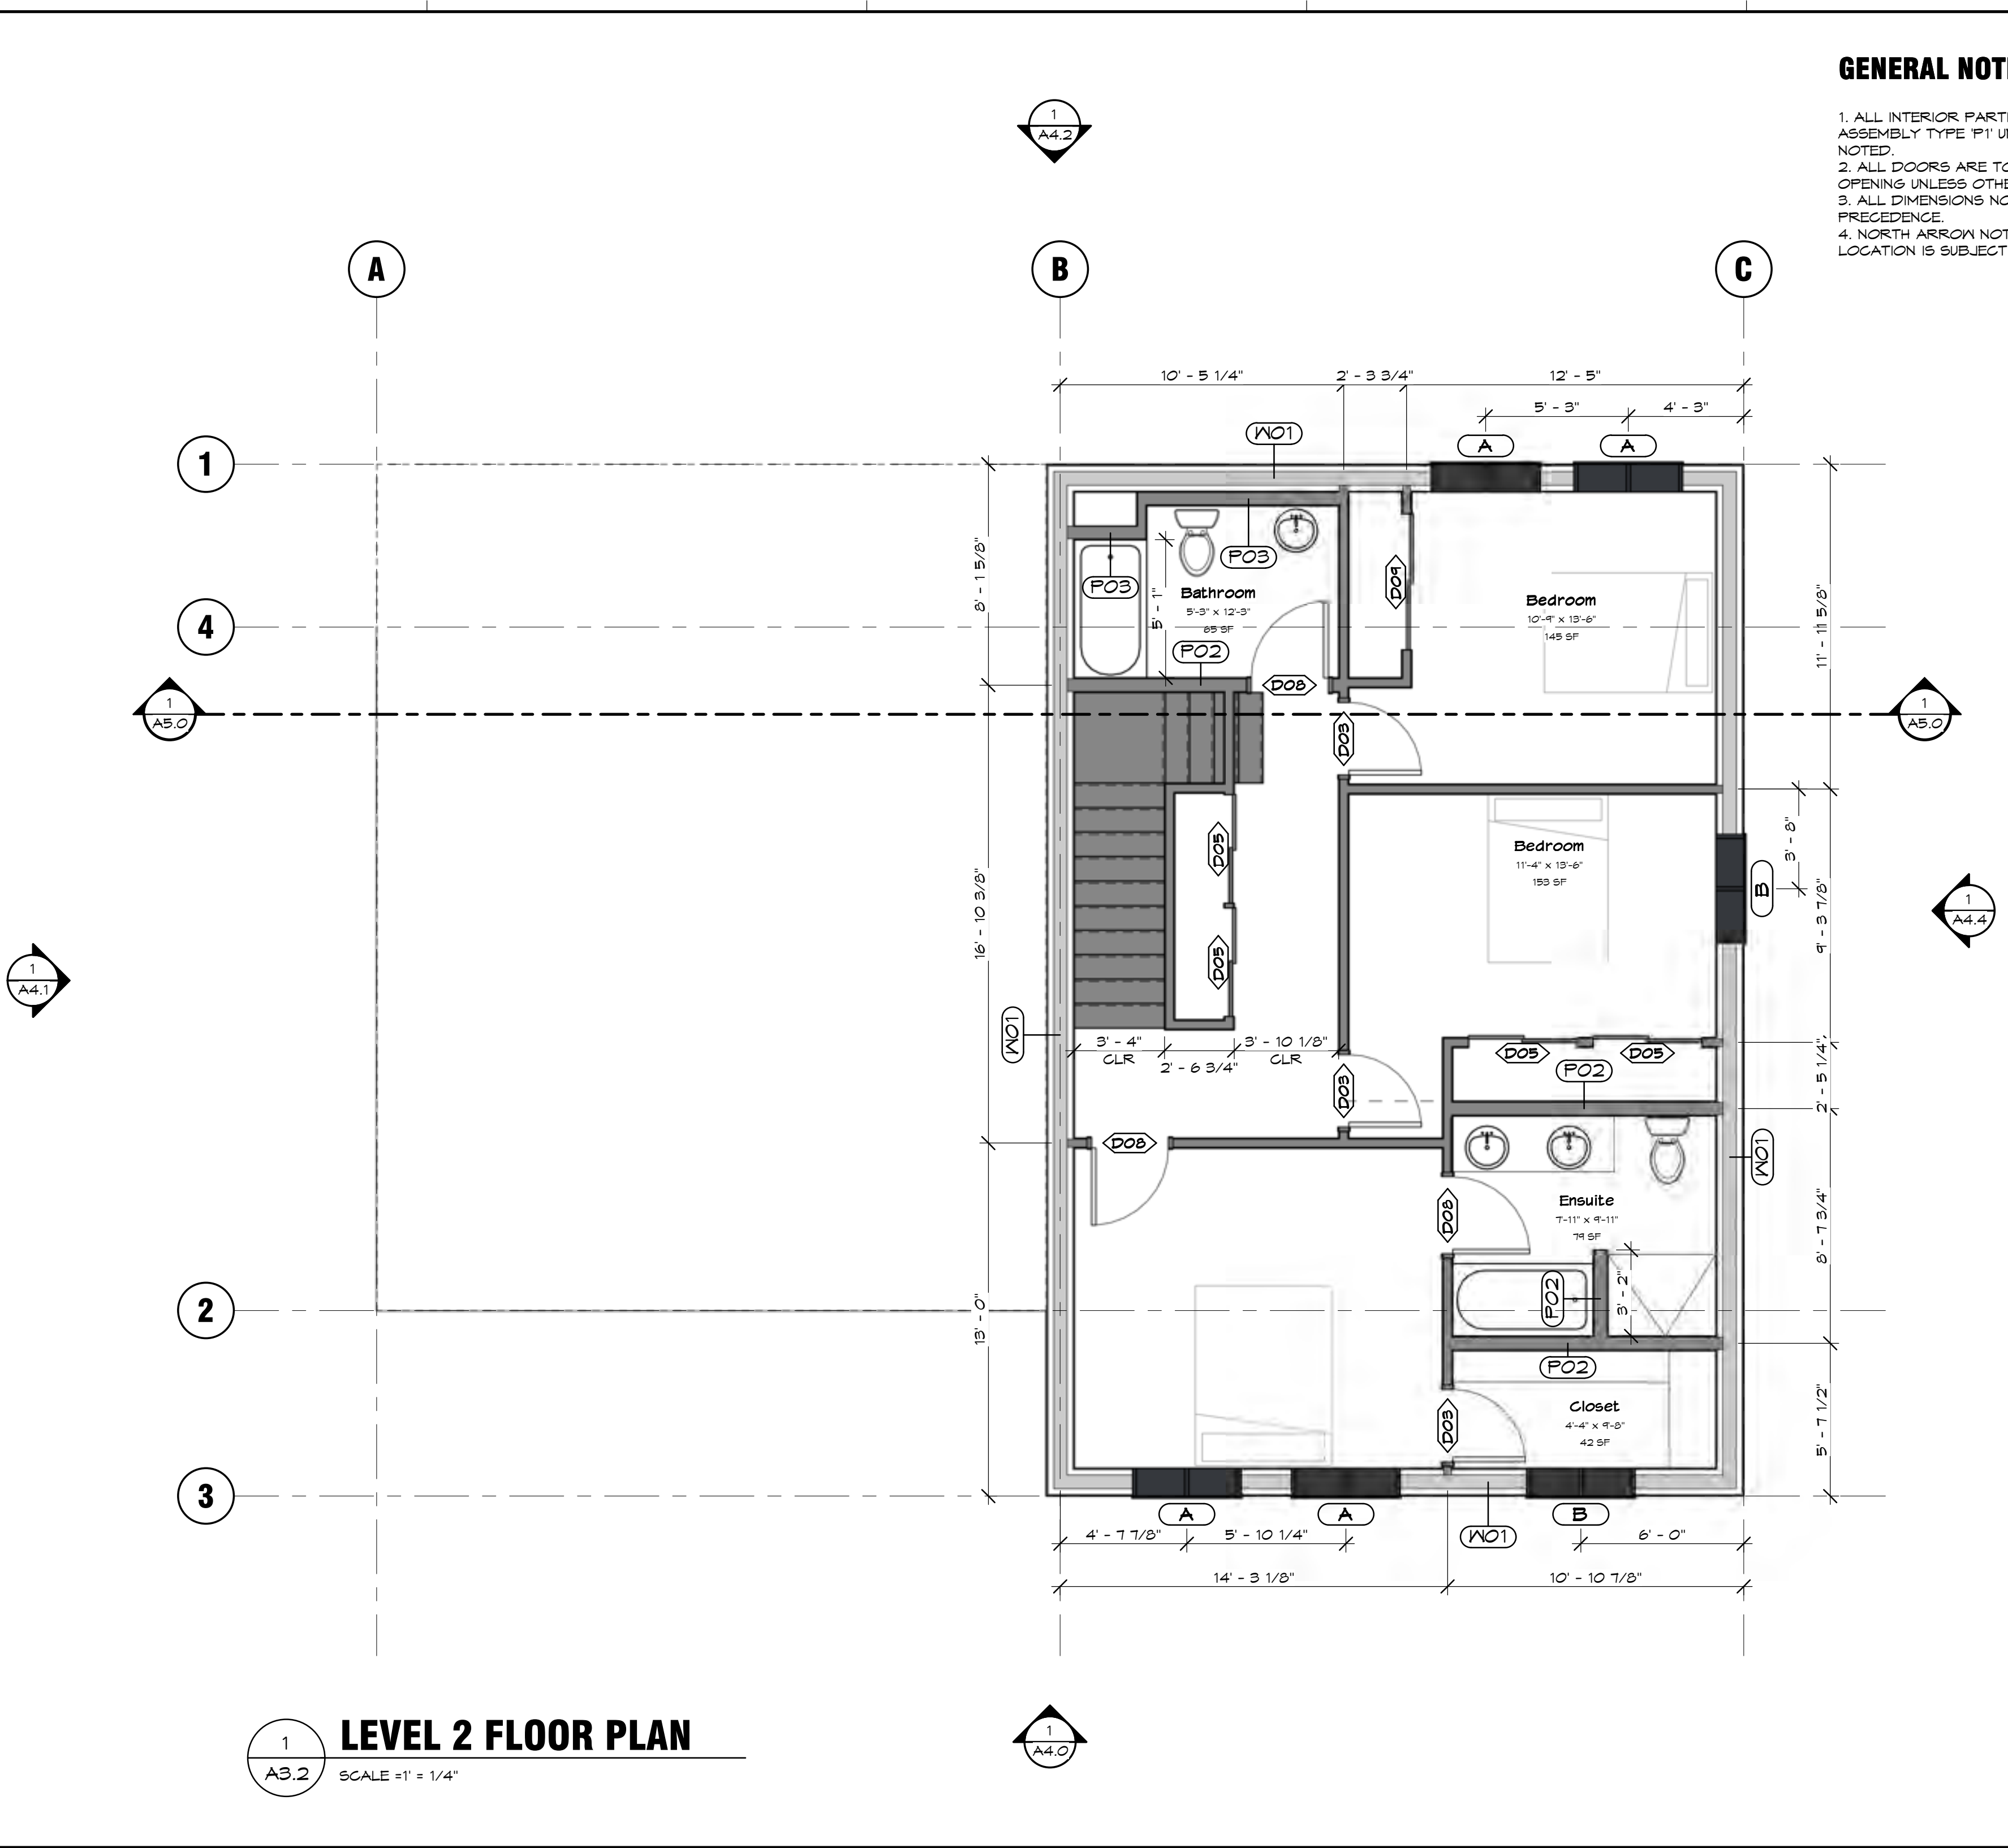 GENERAL NOT
1. ALL INTERIOR PARTI
ASSEMBLY TYPE 'P1' U
NOTED.
2. ALL DOORS ARE TO
OPENING UNLESS OTHE
3. ALL DIMENSIONS NO
PRECEDENCE.
4. NORTH ARROW NOT
LOCATION IS SUBJECT
1
A4.2
A
B
C
10' - 5 1/4"
2' - 3 3/4"
12' - 5"
5' - 3"
4' - 3"
W01
A
A
1
8' - 1 5/8"
P03
P03
Bathroom
5'-3" x 12'-3"
65 SF
5' - 1"
D09
Bedroom
10'-9" x 13'-6"
145 SF
11' - 11 5/8"
4
P02
D08
1
A5.0
D03
1
A5.0
16' - 10 3/8"
D05
D05
Bedroom
11'-4" x 13'-6"
153 SF
3' - 8"
B
9' - 3 7/8"
1
A4.4
1
A4.1
W01
3' - 4"
CLR
2' - 6 3/4"
3' - 10 1/8"
CLR
D05
D05
P02
2' - 5 1/4"
D03
D08
W01
D08
Ensuite
7'-11" x 9'-11"
79 SF
8' - 7 3/4"
P02
3' - 2"
2
13' - 0"
P02
D03
Closet
4'-4" x 9'-8"
42 SF
5' - 7 1/2"
3
A
A
W01
B
4' - 7 7/8"
5' - 10 1/4"
6' - 0"
14' - 3 1/8"
10' - 10 7/8"
1
A3.2
LEVEL 2 FLOOR PLAN
SCALE =1' = 1/4"
1
A4.0